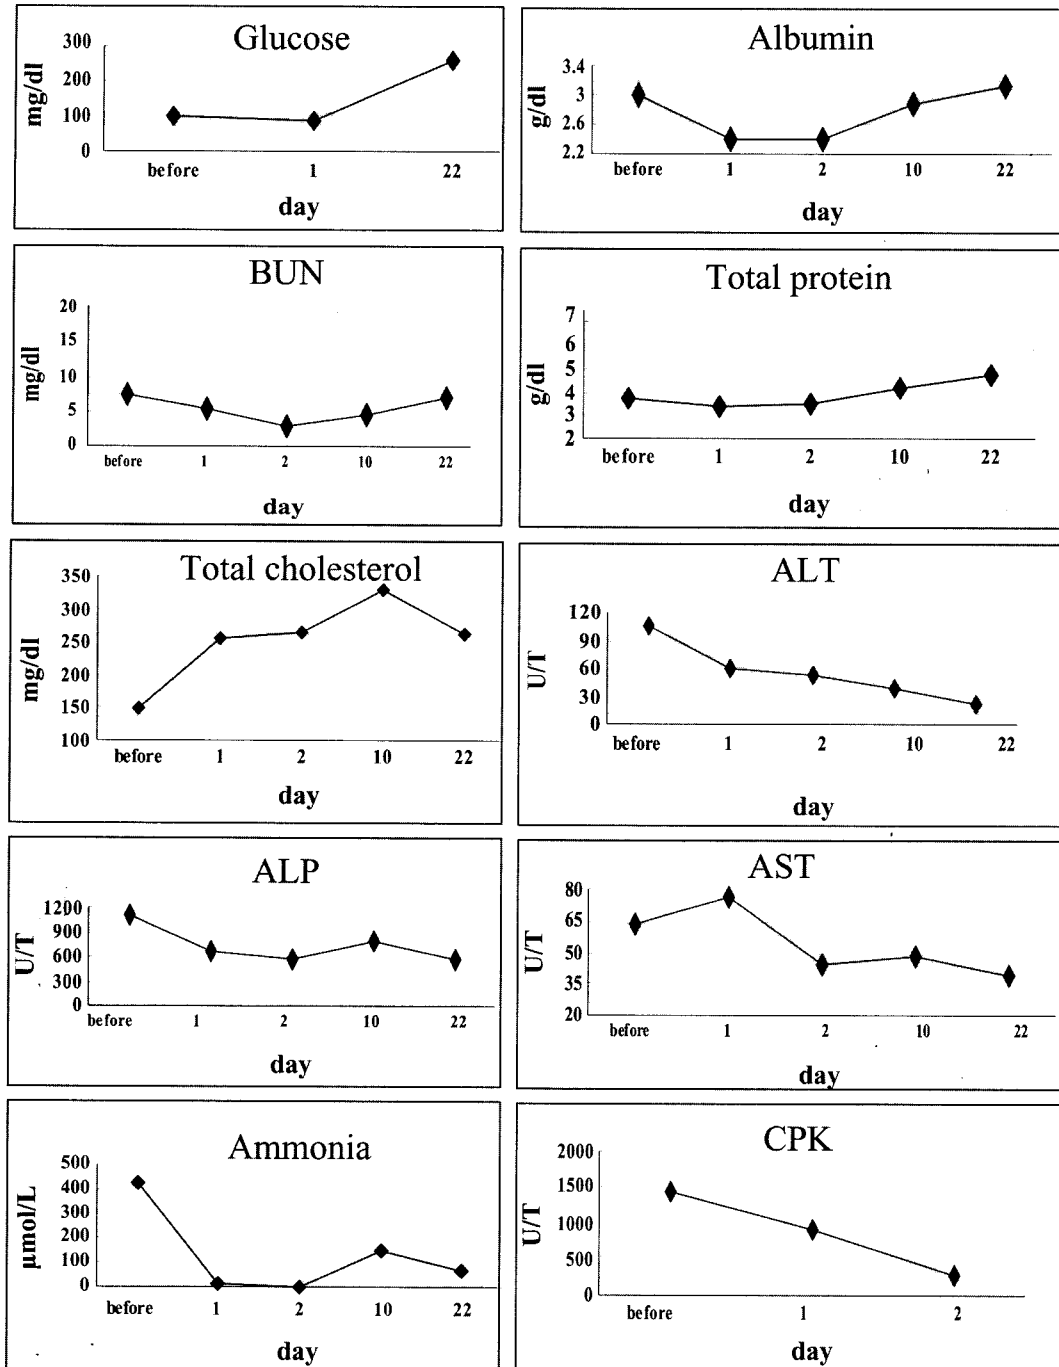 Glucose
mg/dl
300
200
100
0
before 1 22
day
Albumin
g/dl
3.4
3
2.6
2.2
before 1 2 10 22
day
BUN
mg/dl
20
15
10
5
0
before 1 2 10 22
day
Total protein
g/dl
7
6
5
4
3
2
before 1 2 10 22
day
Total cholesterol
mg/dl
350
300
250
200
150
100
before 1 2 10 22
day
ALT
U/T
120
90
60
30
0
before 1 2 10 22
day
ALP
U/T
1200
900
600
300
0
before 1 2 10 22
day
AST
U/T
80
65
50
35
20
before 1 2 10 22
day
Ammonia
µmol/L
500
400
300
200
100
0
before 1 2 10 22
day
CPK
U/T
2000
1500
1000
500
0
before 1 2
day